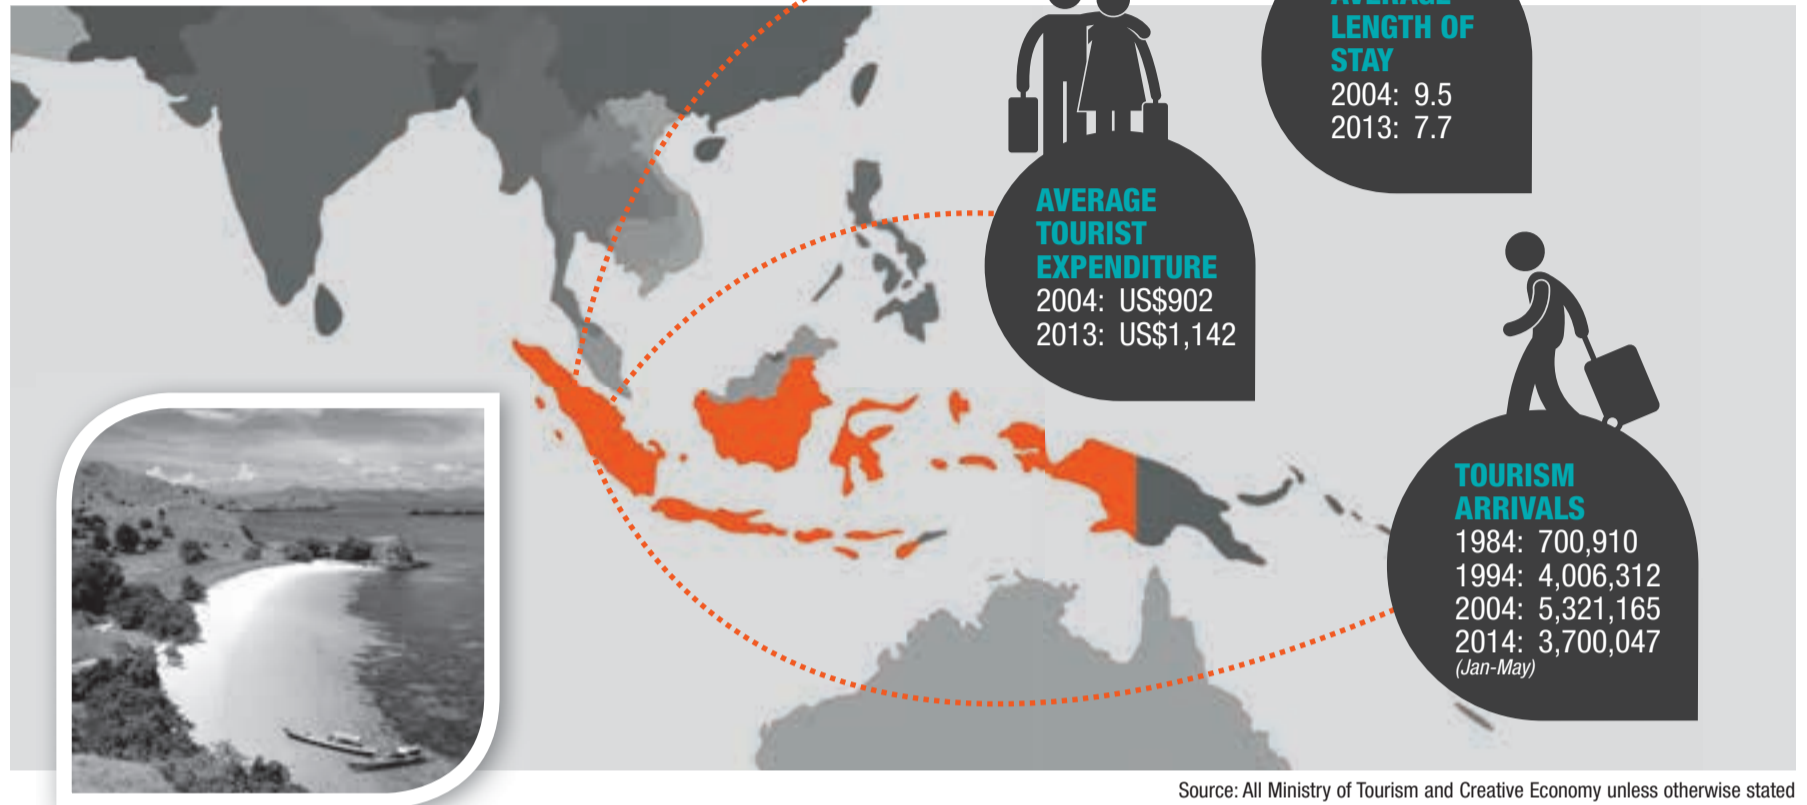 AVERAGE
LENGTH OF
STAY
2004: 9.5
2013: 7.7
AVERAGE
TOURIST
EXPENDITURE
2004: US$902
2013: US$1,142
TOURISM
ARRIVALS
1984: 700,910
1994: 4,006,312
2004: 5,321,165
2014: 3,700,047
(Jan-May)
Source: All Ministry of Tourism and Creative Economy unless otherwise stated